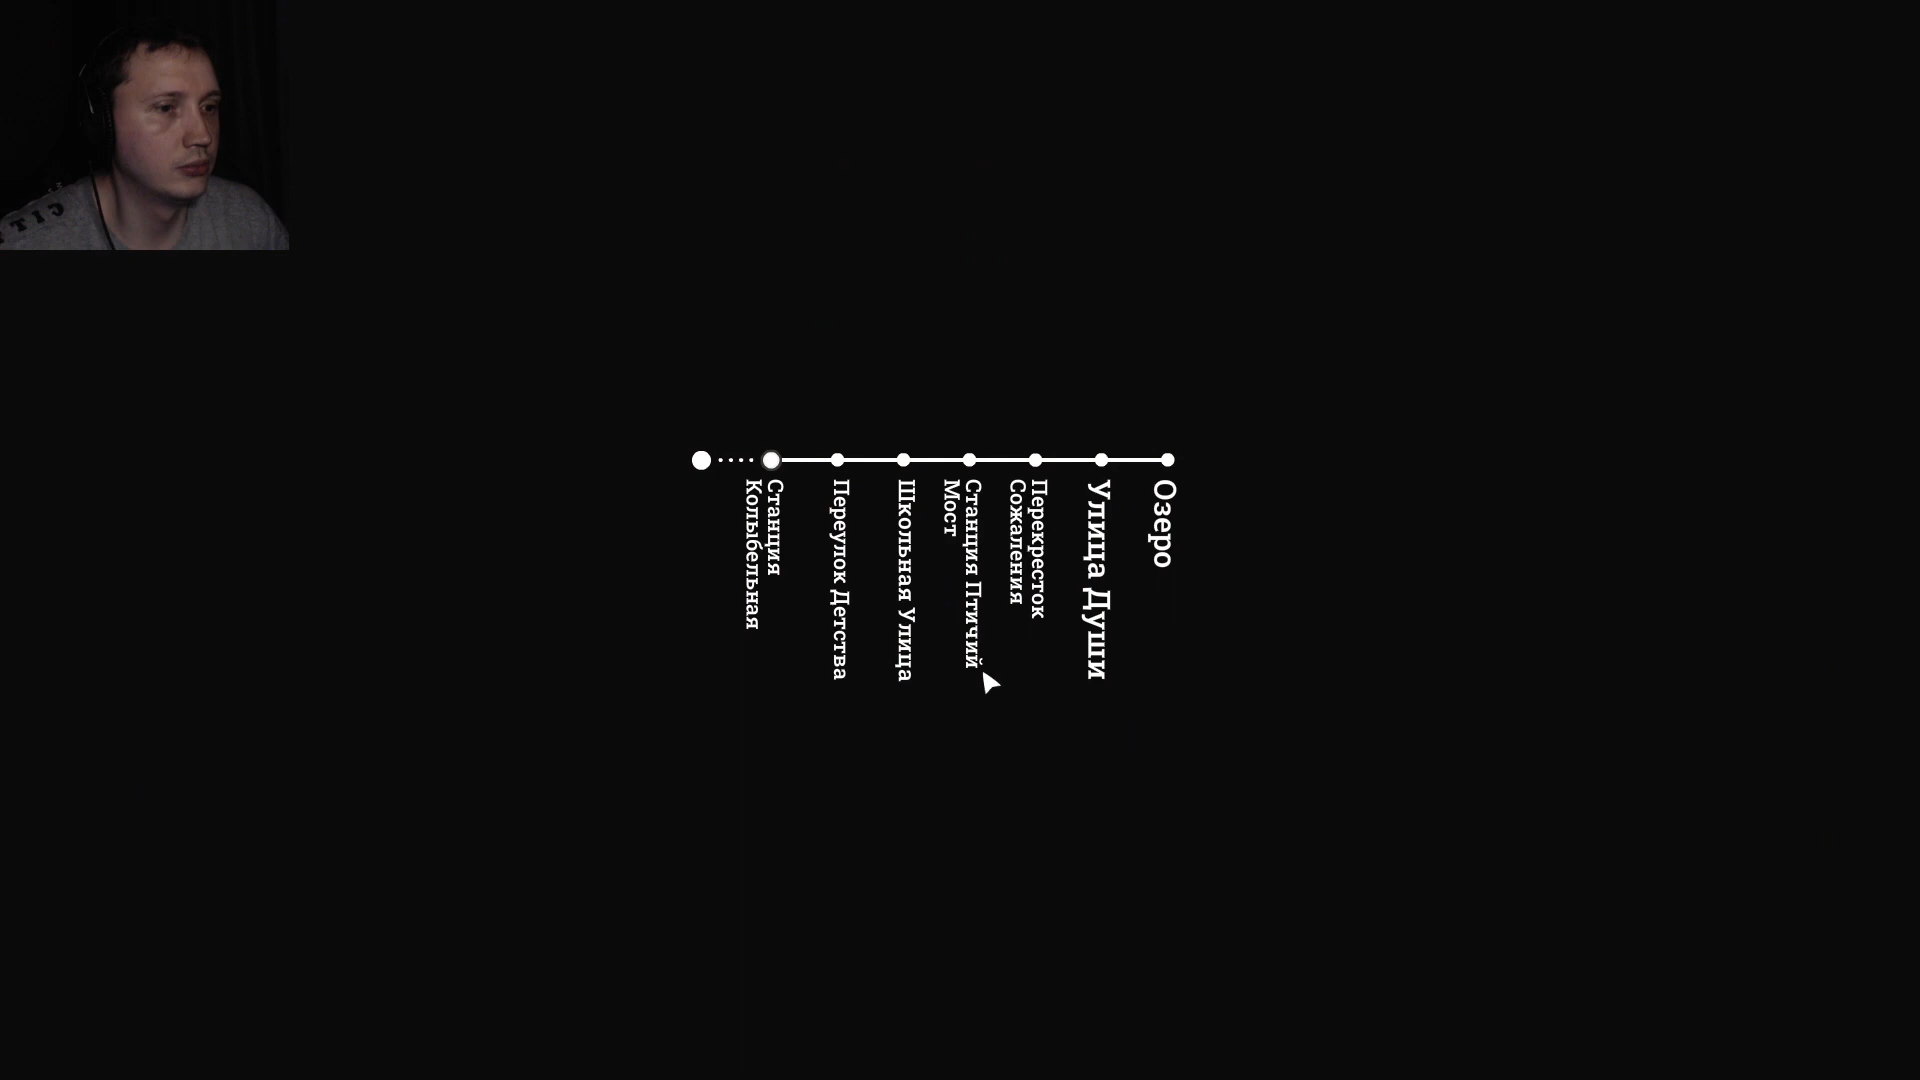 Станция
Колыбельная
Переулок Детства
Школьная Улица
Станция Птичий
Мост
Перекресток
Сожаления
Улица Души
Озеро